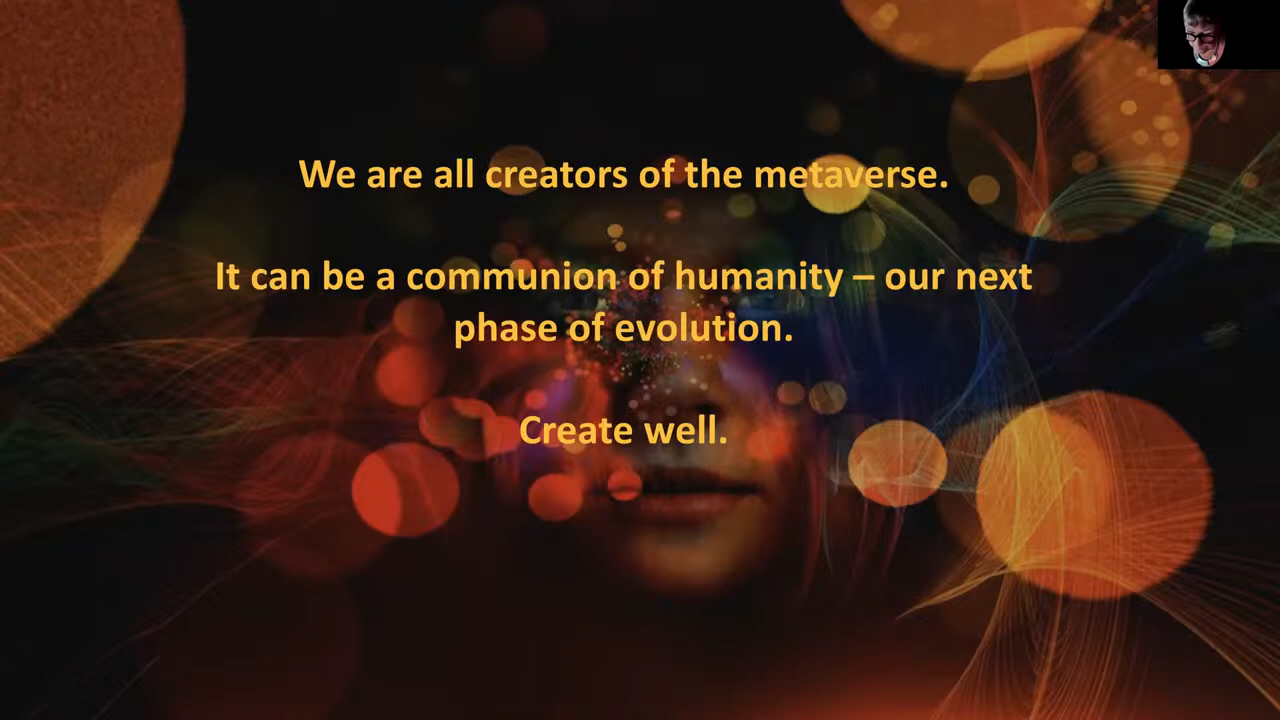 We are all creators of the metaverse.
It can be a communion of humanity – our next
phase of evolution.
Create well.